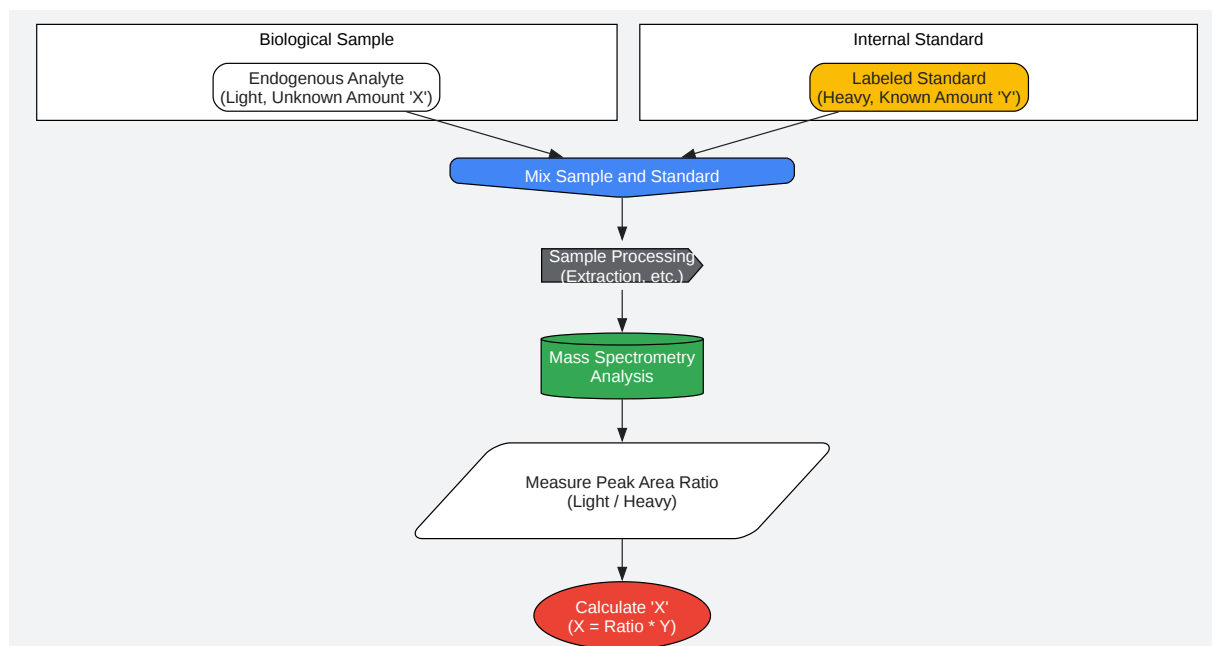 Biological Sample
Endogenous Analyte
(Light, Unknown Amount 'X')
Internal Standard
Labeled Standard
(Heavy, Known Amount 'Y')
Mix Sample and Standard
Sample Processing
(Extraction, etc.)
Mass Spectrometry
Analysis
Measure Peak Area Ratio
(Light / Heavy)
Calculate 'X'
(X = Ratio * Y)